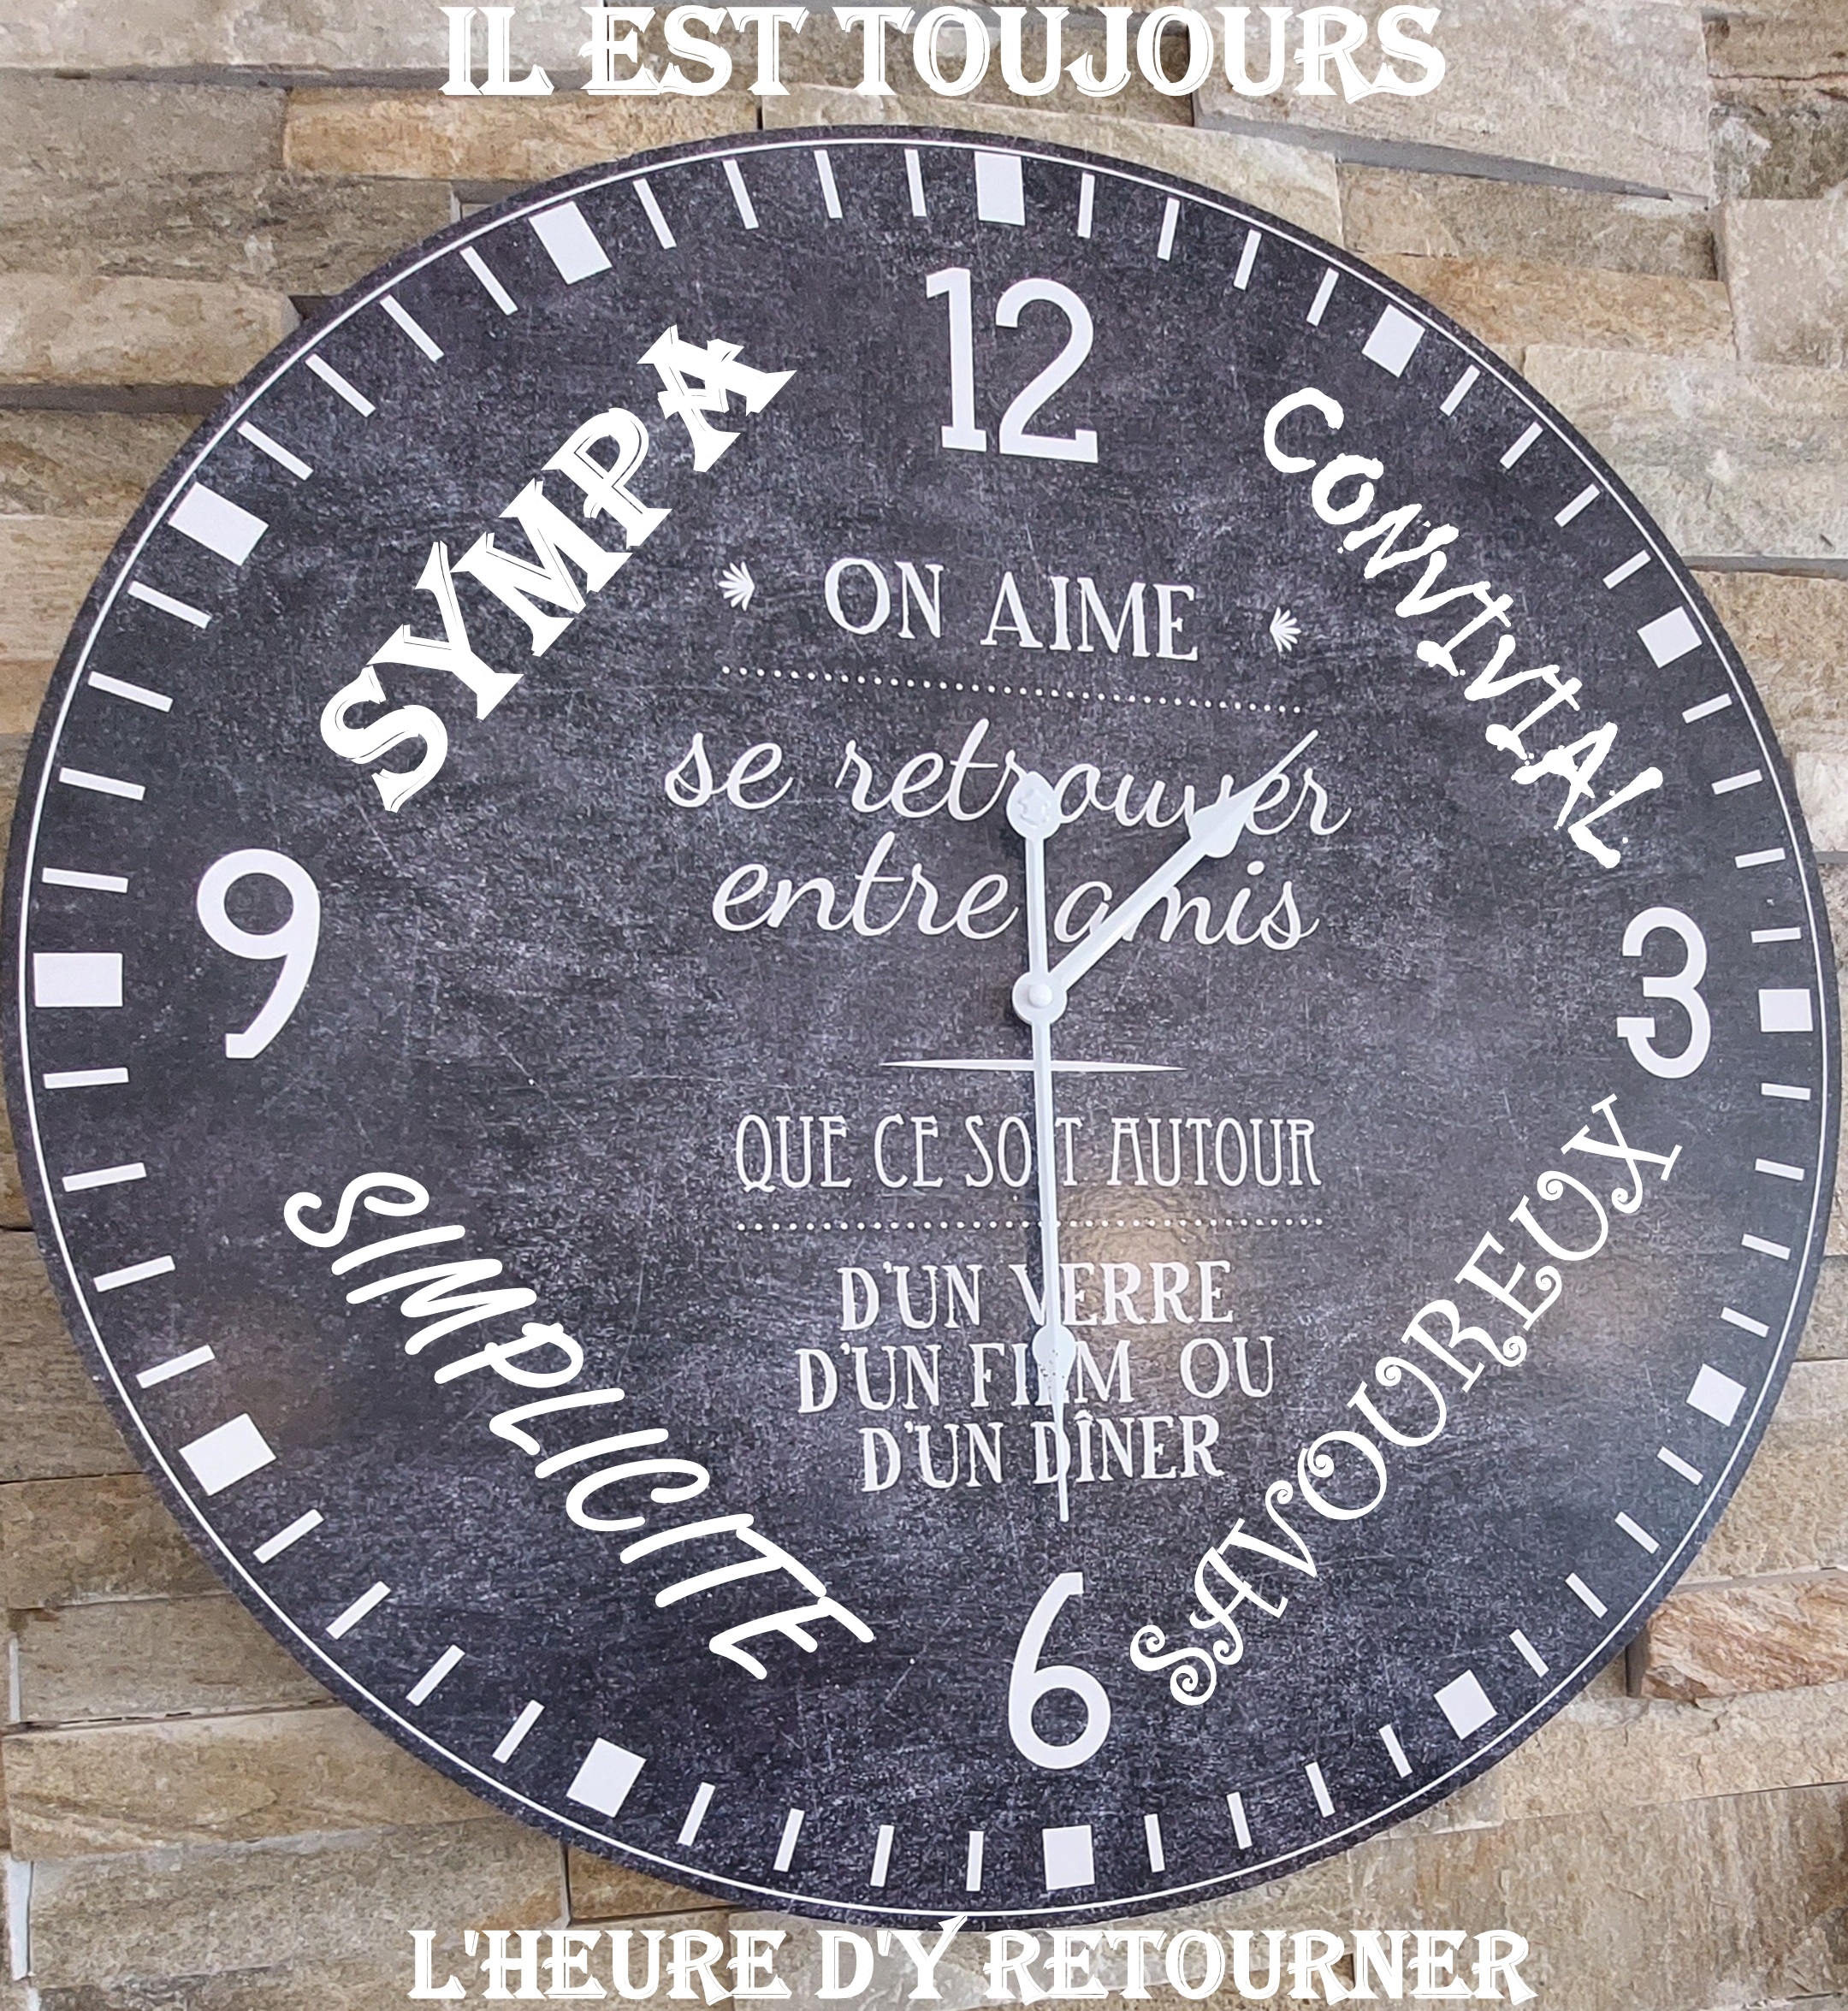 IL EST TOUJOURS
12
SYMPA
CONVIVIAL
ON AIME
se retrouver
entre amis
9
3
QUE CE SOIT AUTOUR
D'UN VERRE
D'UN FILM OU
D'UN DÎNER
SIMPLICITE
SAVOUREUX
6
L'HEURE D'Y RETOURNER